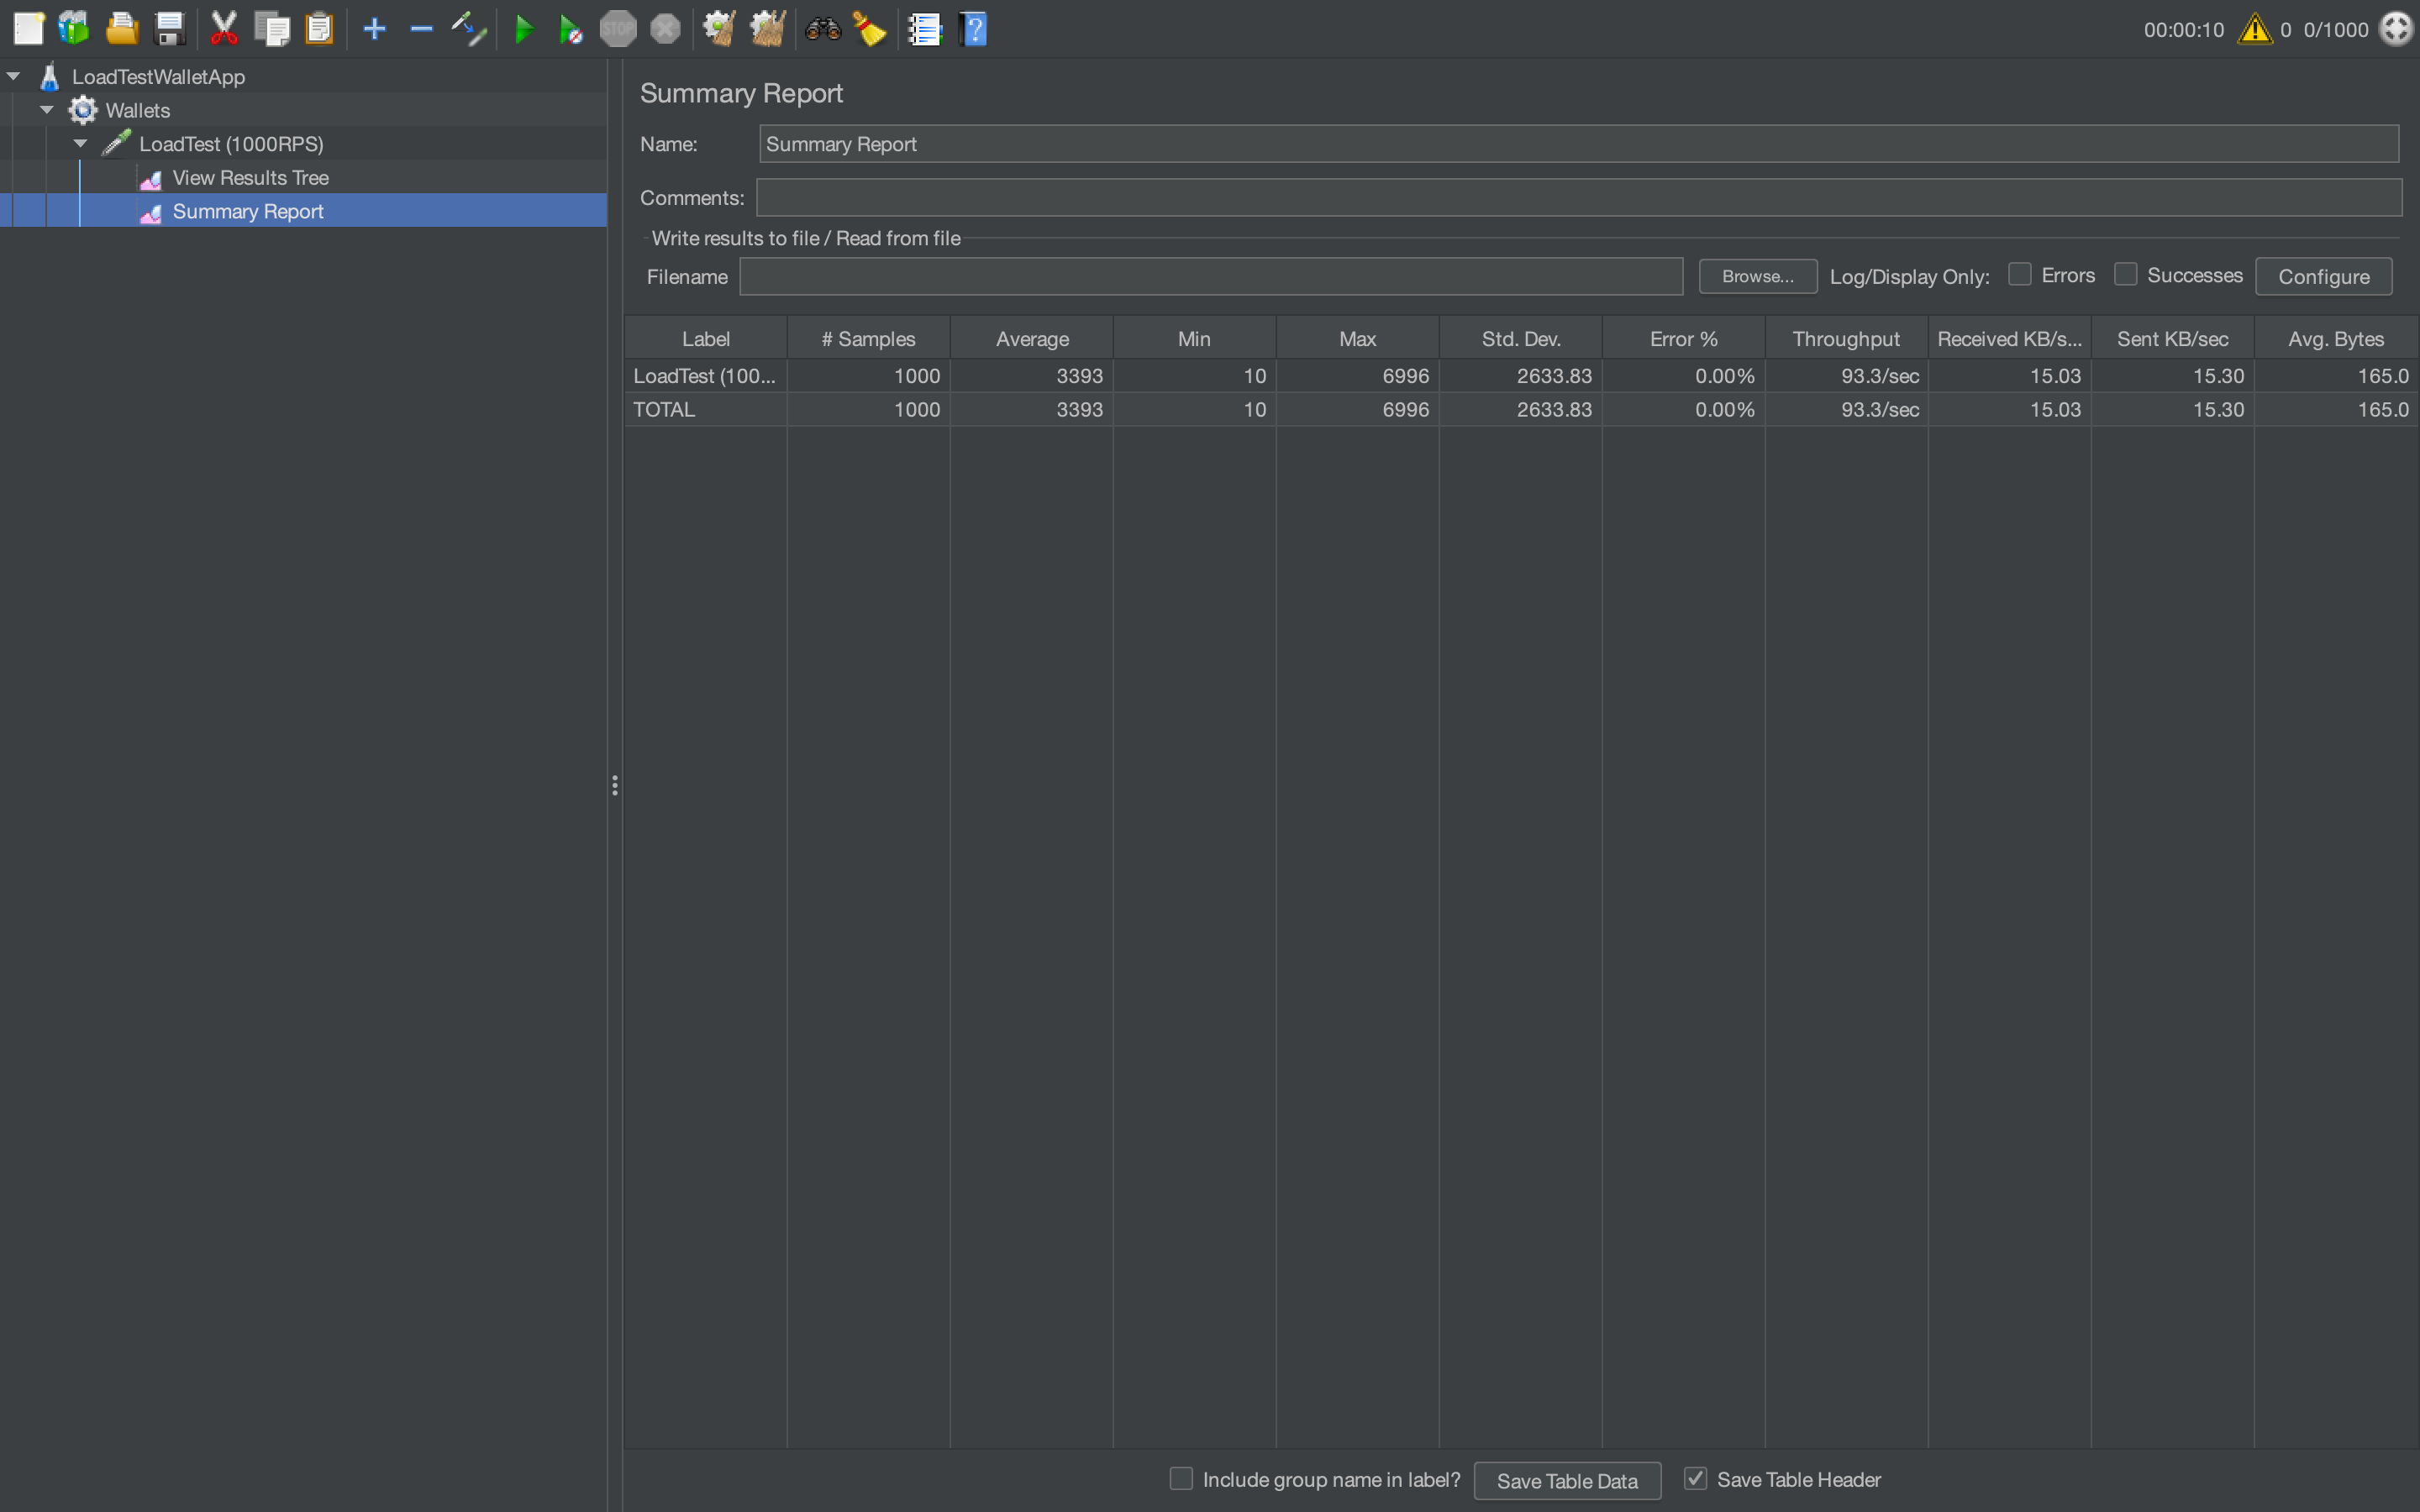 STOP
?
00:00:10
0
0/1000
LoadTestWalletApp
Wallets
LoadTest (1000RPS)
View Results Tree
Summary Report
Summary Report
Name:
Summary Report
Comments:
Write results to file / Read from file
Filename
Browse...
Log/Display Only:
Errors
Successes
Configure
Label # Samples Average Min Max Std. Dev. Error % Throughput Received KB/s... Sent KB/sec Avg. Bytes
LoadTest (100... 1000 3393 10 6996 2633.83 0.00% 93.3/sec 15.03 15.30 165.0
TOTAL 1000 3393 10 6996 2633.83 0.00% 93.3/sec 15.03 15.30 165.0
Include group name in label?
Save Table Data
Save Table Header